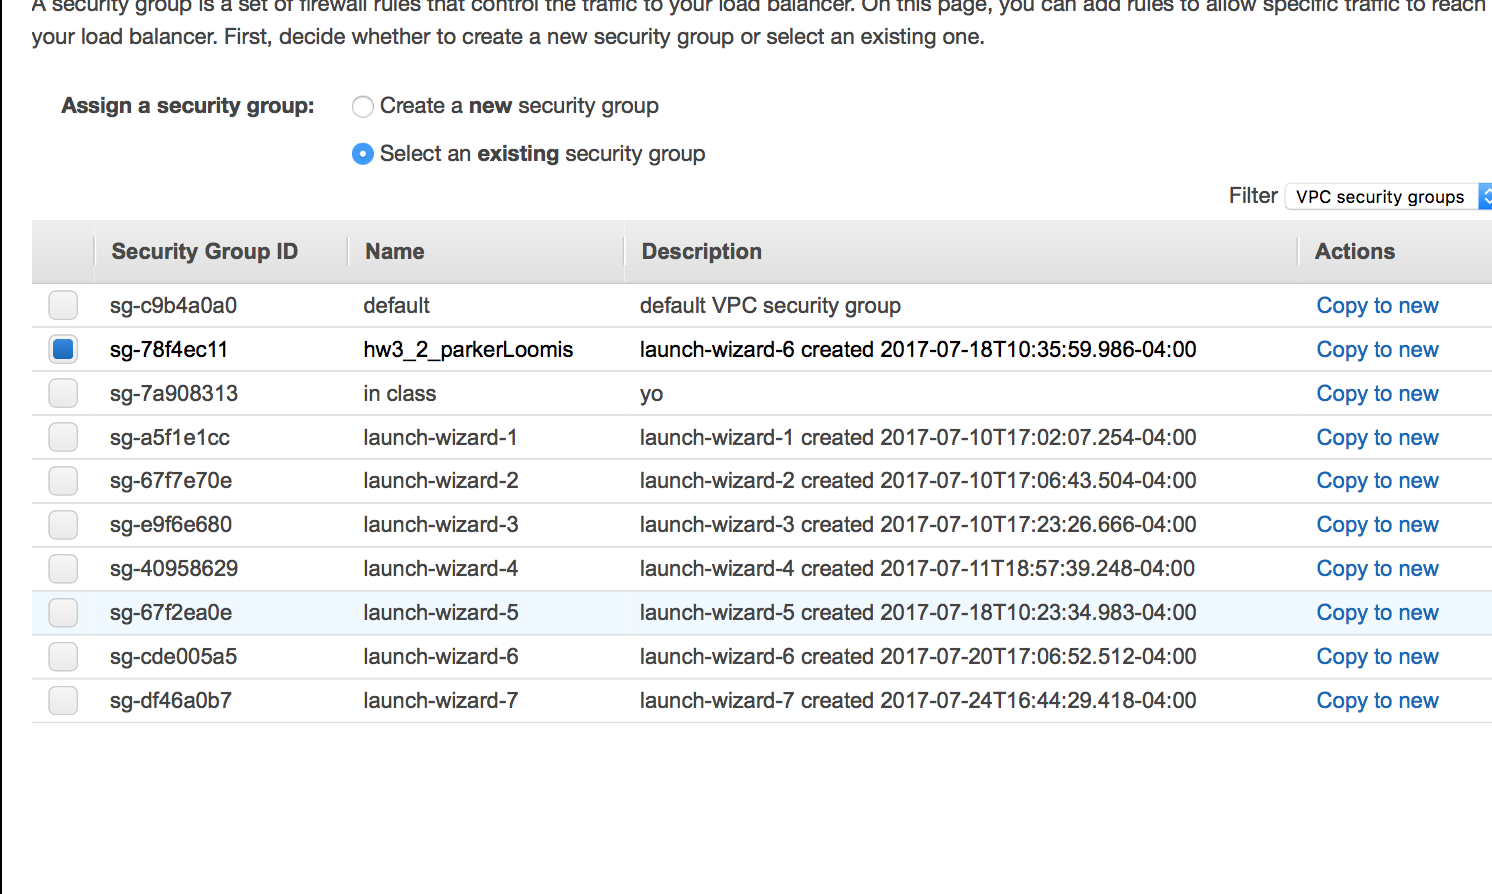 A security group is a set of firewall rules that control the traffic to your load balancer. On this page, you can add rules to allow specific traffic to reach
your load balancer. First, decide whether to create a new security group or select an existing one.
Assign a security group: Create a new security group
Select an existing security group
Filter VPC security groups
Security Group ID Name Description Actions
sg-c9b4a0a0 default default VPC security group Copy to new
sg-78f4ec11 hw3_2_parkerLoomis launch-wizard-6 created 2017-07-18T10:35:59.986-04:00 Copy to new
sg-7a908313 in class yo Copy to new
sg-a5f1e1cc launch-wizard-1 launch-wizard-1 created 2017-07-10T17:02:07.254-04:00 Copy to new
sg-67f7e70e launch-wizard-2 launch-wizard-2 created 2017-07-10T17:06:43.504-04:00 Copy to new
sg-e9f6e680 launch-wizard-3 launch-wizard-3 created 2017-07-10T17:23:26.666-04:00 Copy to new
sg-40958629 launch-wizard-4 launch-wizard-4 created 2017-07-11T18:57:39.248-04:00 Copy to new
sg-67f2ea0e launch-wizard-5 launch-wizard-5 created 2017-07-18T10:23:34.983-04:00 Copy to new
sg-cde005a5 launch-wizard-6 launch-wizard-6 created 2017-07-20T17:06:52.512-04:00 Copy to new
sg-df46a0b7 launch-wizard-7 launch-wizard-7 created 2017-07-24T16:44:29.418-04:00 Copy to new